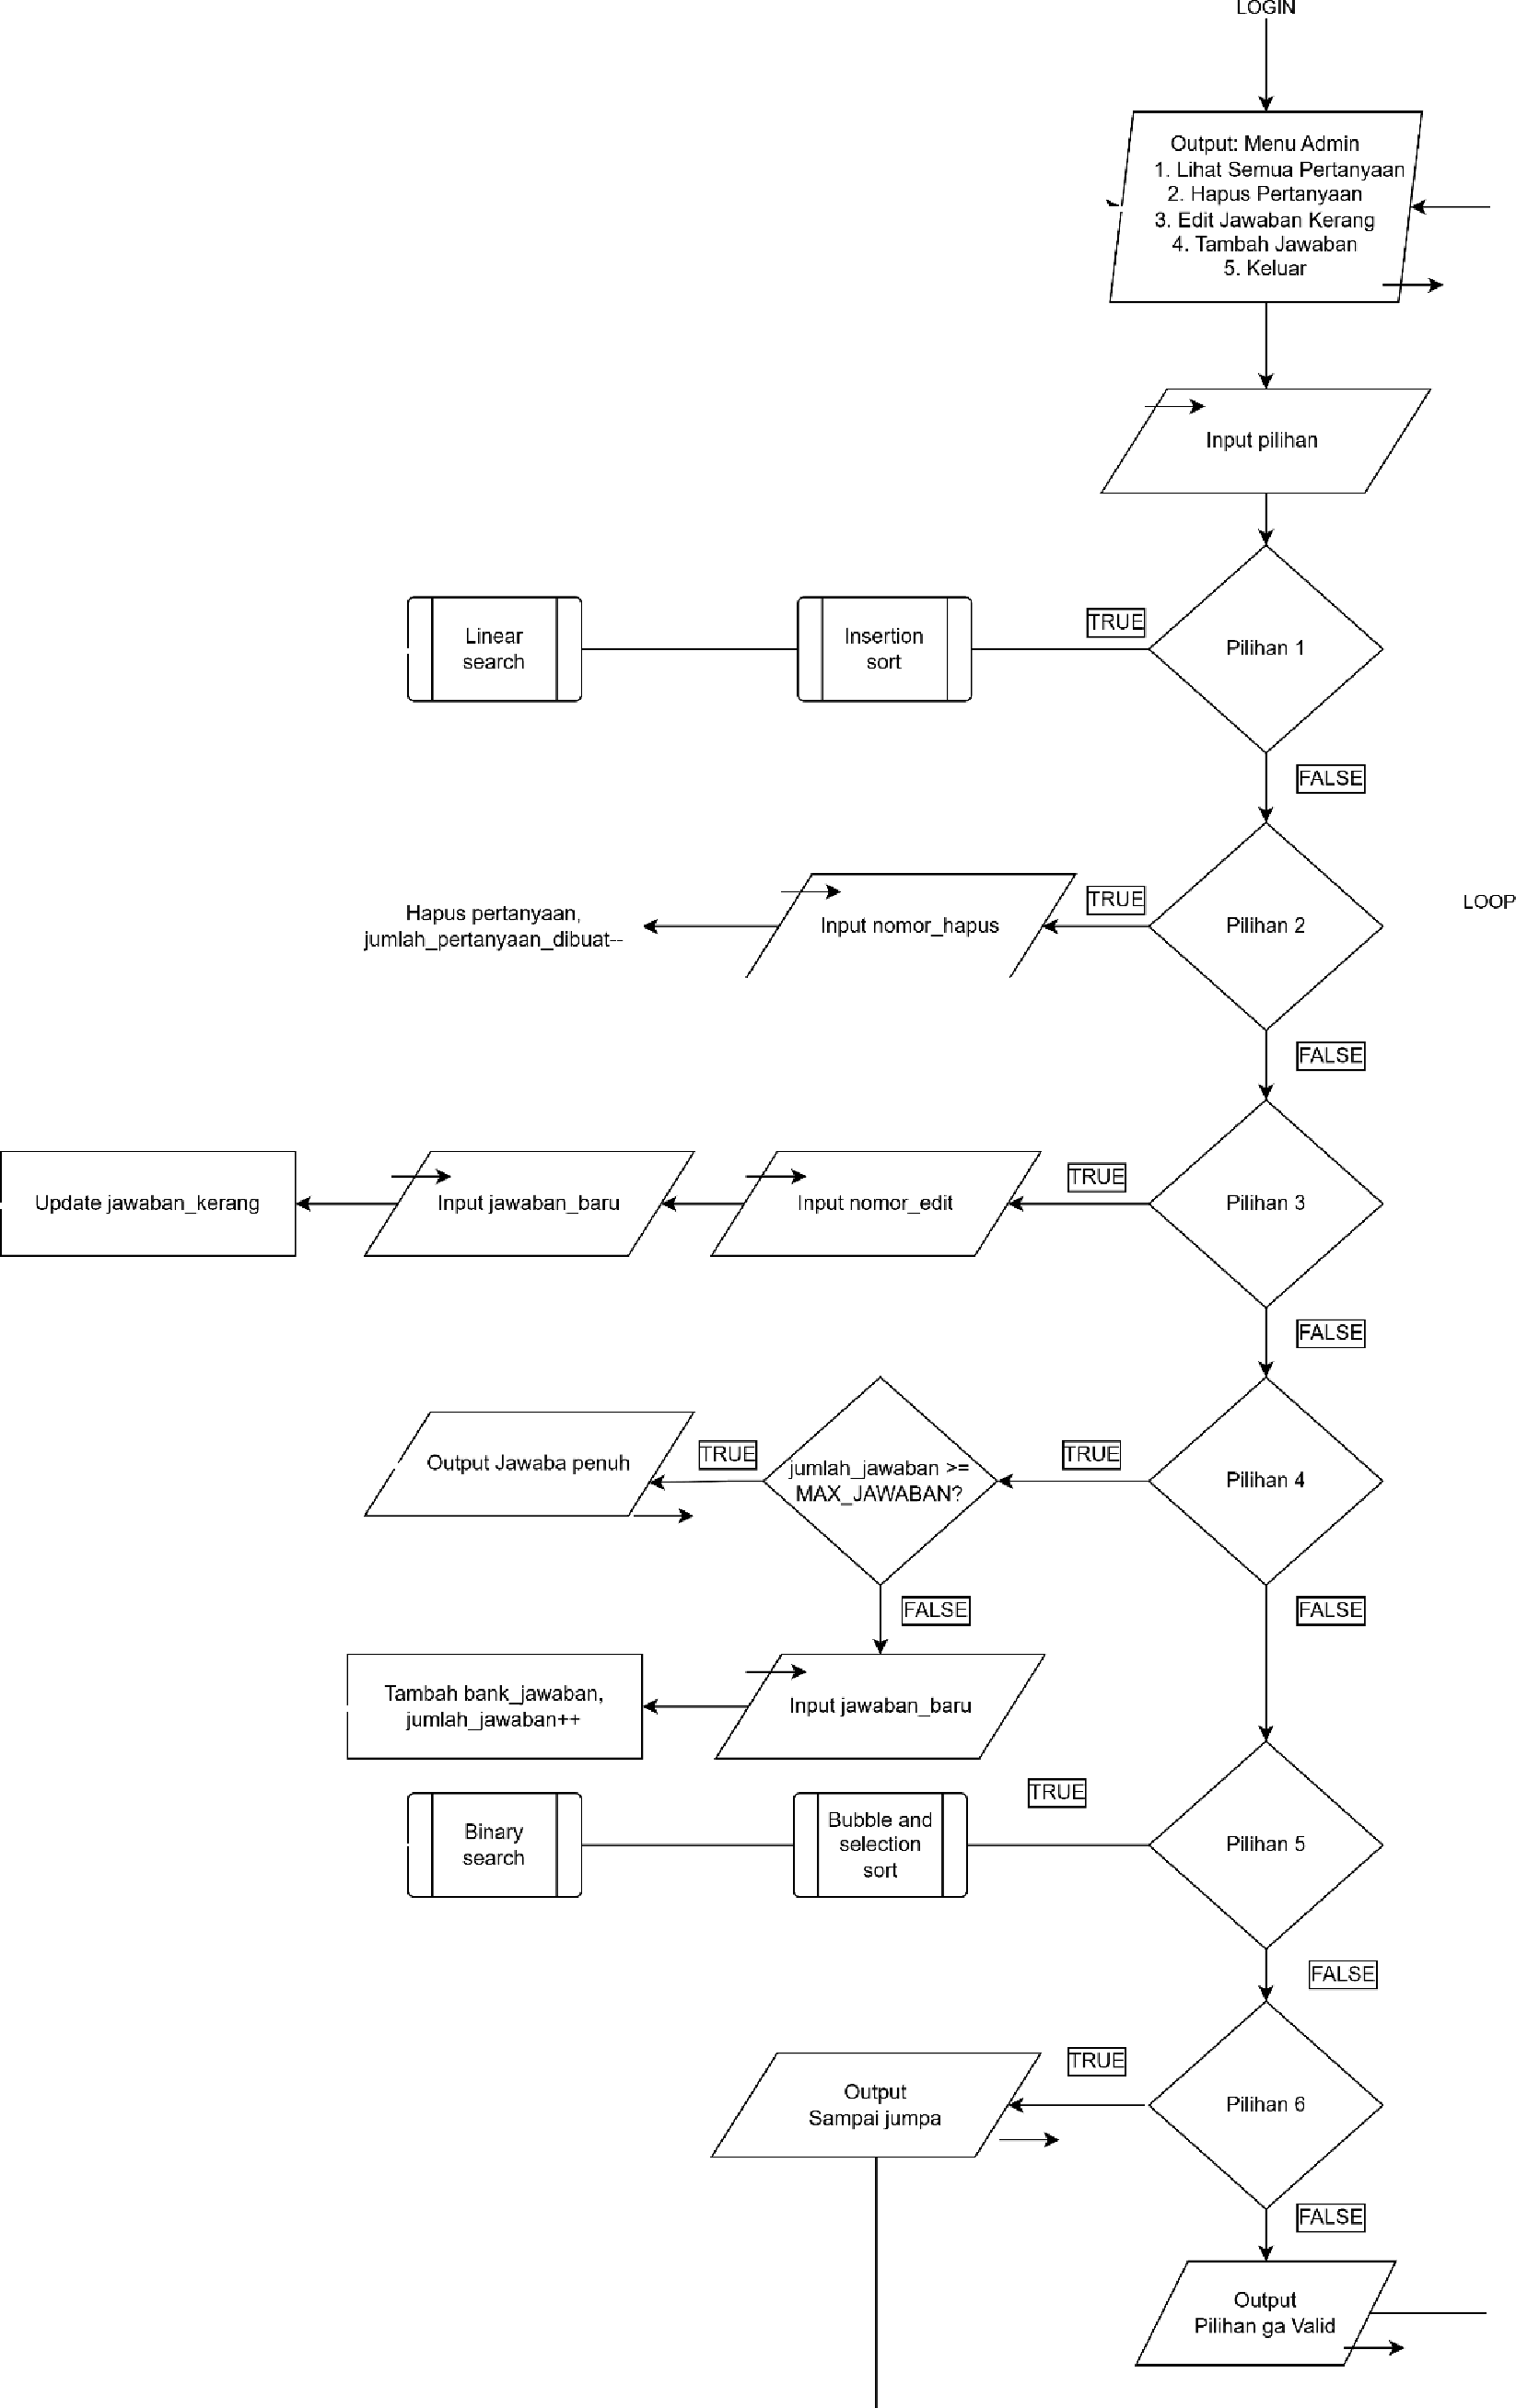 LOGIN
Output: Menu Admin
1. Lihat Semua Pertanyaan
2. Hapus Pertanyaan
3. Edit Jawaban Kerang
4. Tambah Jawaban
5. Keluar
Input pilihan
Linear
search
Insertion
sort
TRUE
Pilihan 1
FALSE
Hapus pertanyaan,
jumlah_pertanyaan_dibuat--
Input nomor_hapus
TRUE
Pilihan 2
LOOP
FALSE
Update jawaban_kerang
Input jawaban_baru
Input nomor_edit
TRUE
Pilihan 3
FALSE
Output Jawaba penuh
TRUE
jumlah_jawaban >=
MAX_JAWABAN?
TRUE
Pilihan 4
FALSE
FALSE
Tambah bank_jawaban,
jumlah_jawaban++
Input jawaban_baru
Binary
search
Bubble and
selection
sort
TRUE
Pilihan 5
FALSE
Output
Sampai jumpa
TRUE
Pilihan 6
FALSE
Output
Pilihan ga Valid